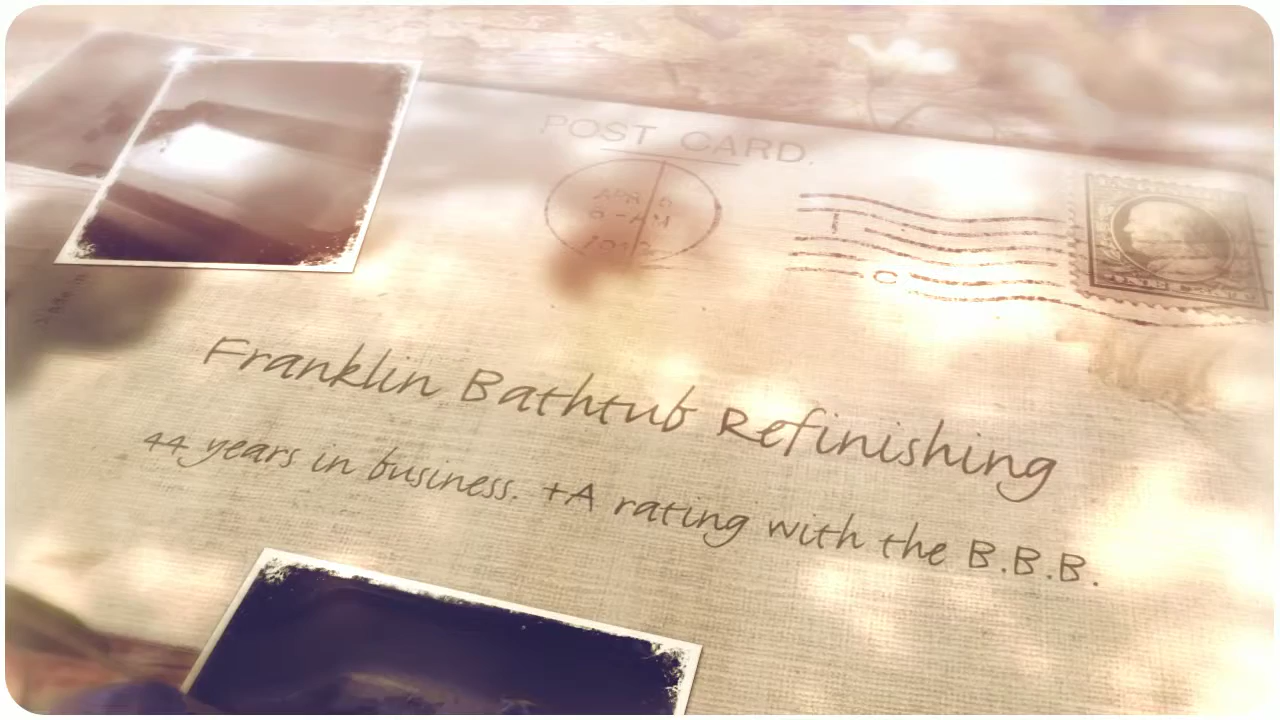 POST CARD.
Franklin Bathtub Refinishing
44 years in business. +A rating with the B.B.B.